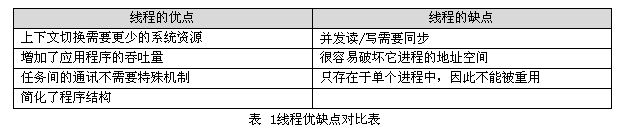 线程的优点 线程的缺点
上下文切换需要更少的系统资源 并发读/写需要同步
增加了应用程序的吞吐量 很容易破坏它进程的地址空间
任务间的通讯不需要特殊机制 只存在于单个进程中，因此不能被重用
简化了程序结构
表 1线程优缺点对比表